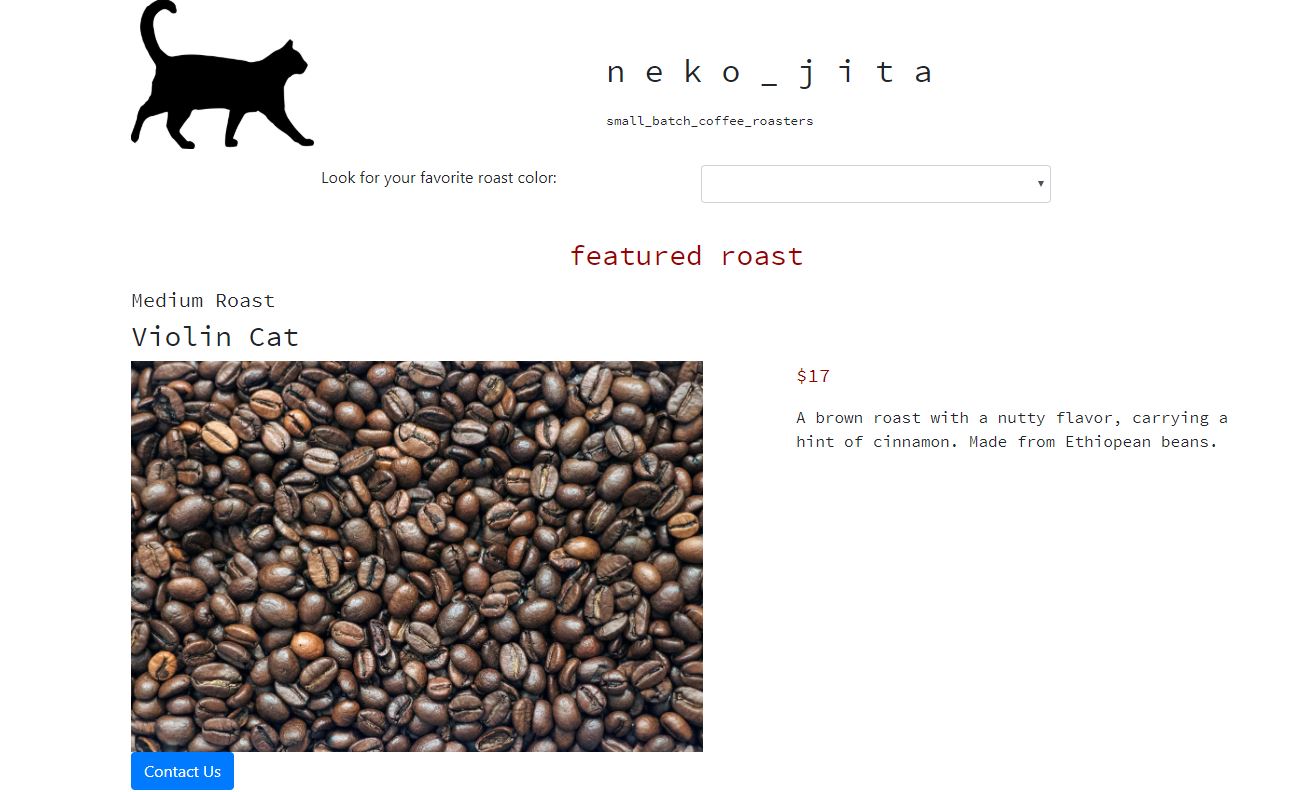 n e k o _ j i t a
small_batch_coffee_roasters
Look for your favorite roast color:
featured roast
Medium Roast
Violin Cat
$17
A brown roast with a nutty flavor, carrying a
hint of cinnamon. Made from Ethiopean beans.
Contact Us